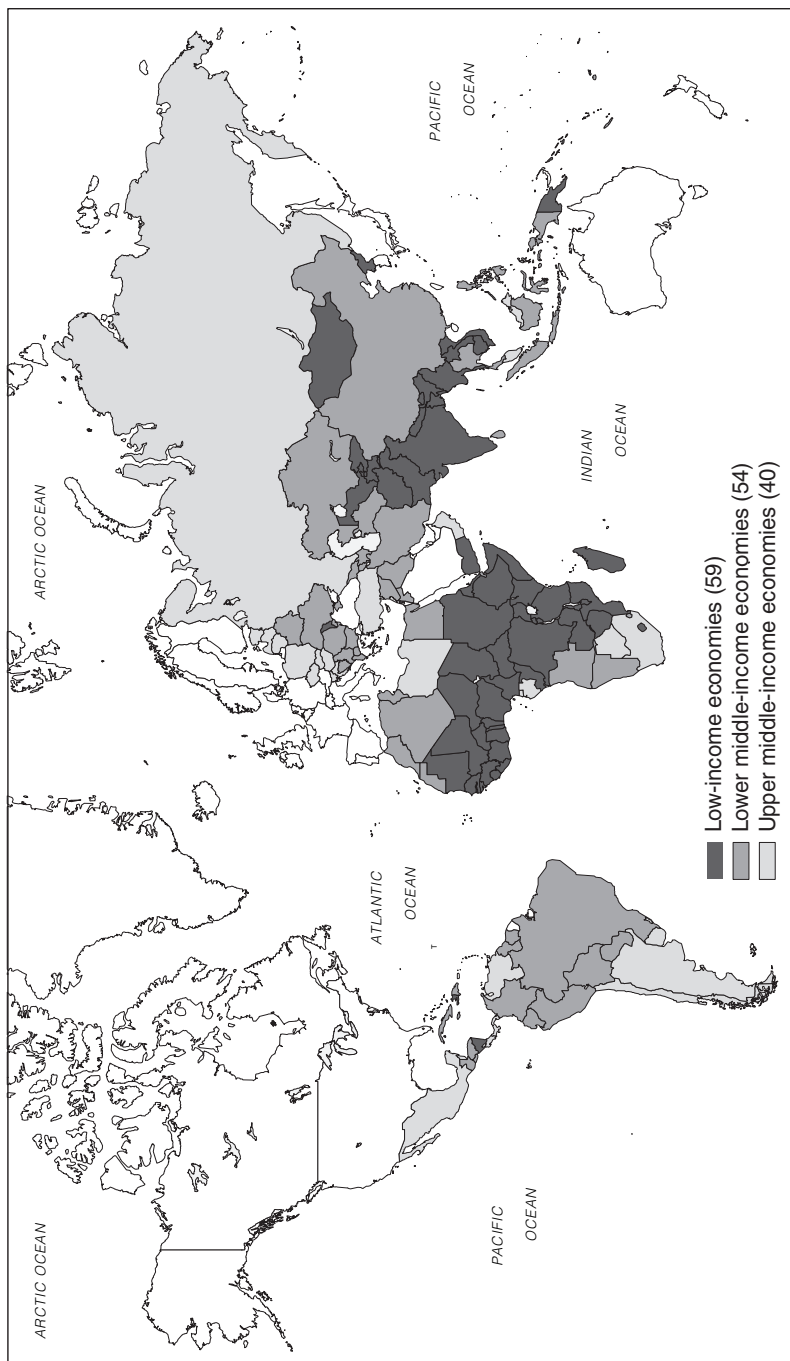 ARCTIC OCEAN
ARCTIC OCEAN
PACIFIC
OCEAN
ATLANTIC
OCEAN
PACIFIC
OCEAN
INDIAN
OCEAN
Low-income economies (59)
Lower middle-income economies (54)
Upper middle-income economies (40)